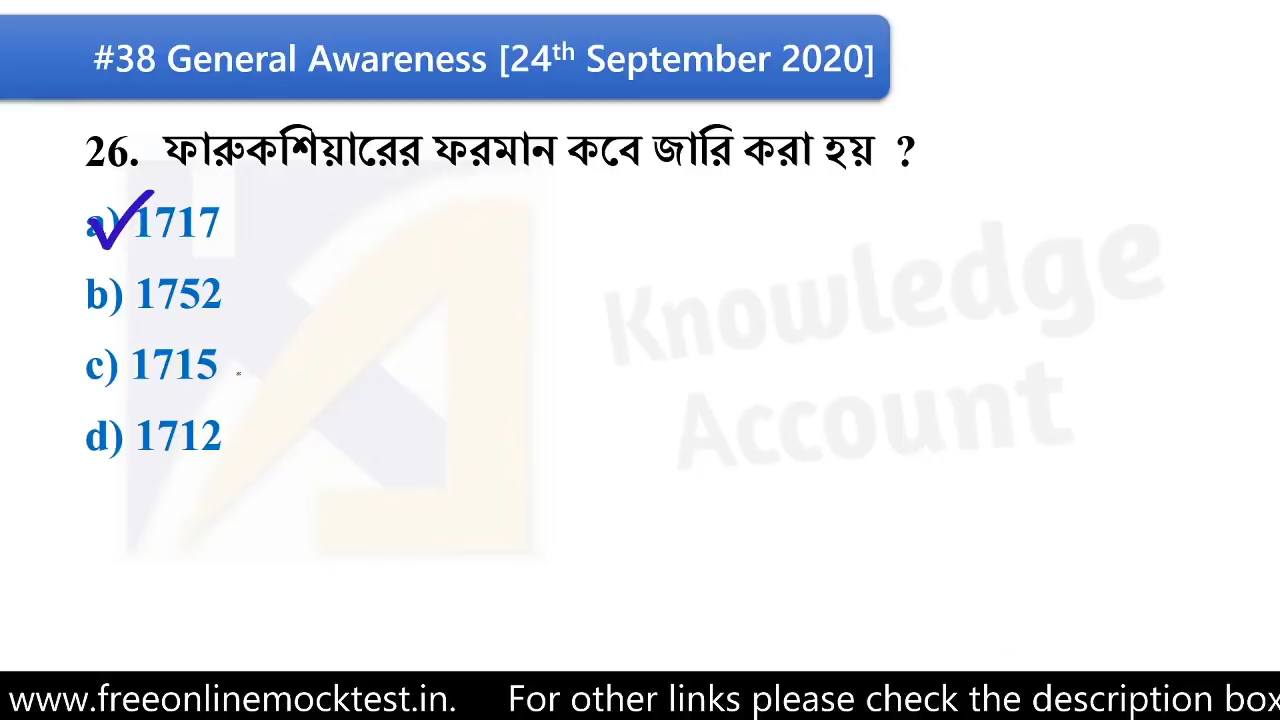 #38 General Awareness [24th September 2020]
26. ফারুকশিয়ারের ফরমান কবে জারি করা হয় ?
a) 1717
b) 1752
c) 1715
d) 1712
Knowledge
Account
www.freeonlinemocktest.in. For other links please check the description box